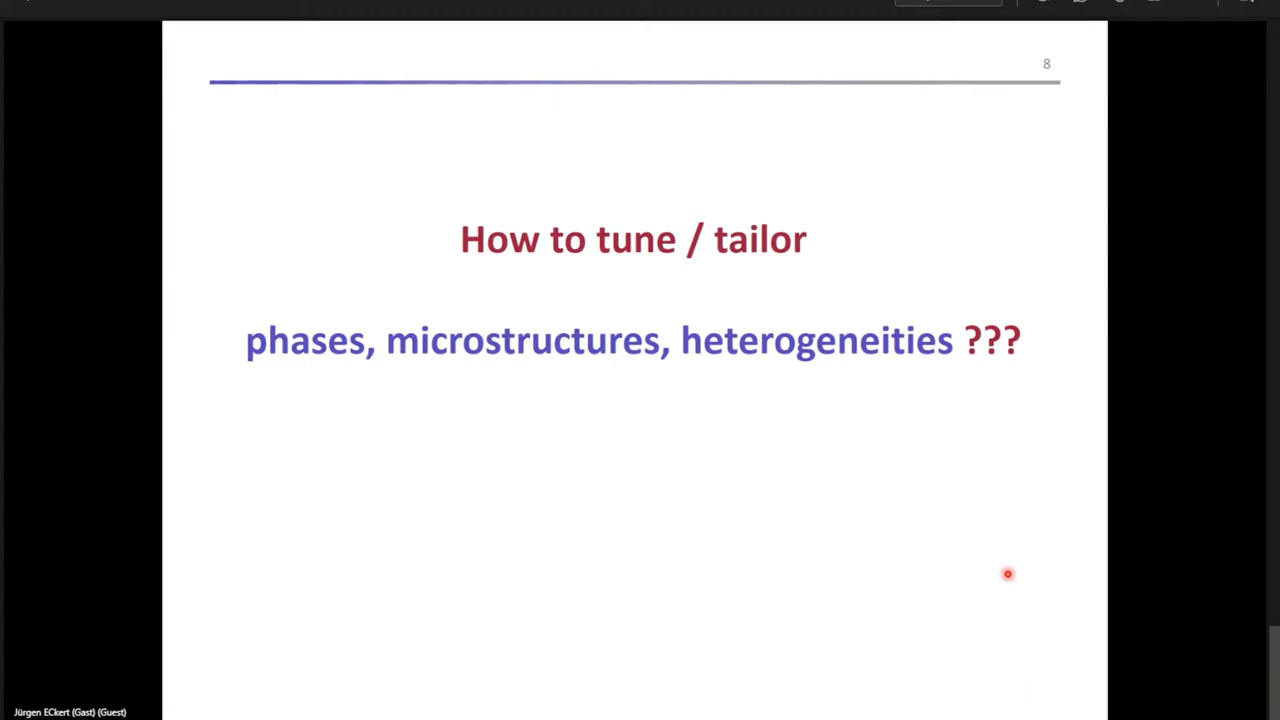 8
How to tune / tailor
phases, microstructures, heterogeneities ???
Jürgen ECkert (Gast) (Guest)